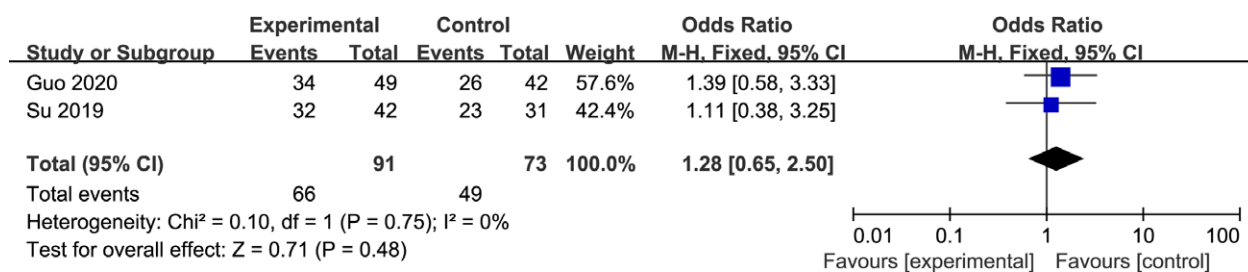 Experimental Control Odds Ratio Odds Ratio
Study or Subgroup Events Total Events Total Weight M-H, Fixed, 95% CI M-H, Fixed, 95% CI
Guo 2020 34 49 26 42 57.6% 1.39 [0.58, 3.33]
Su 2019 32 42 23 31 42.4% 1.11 [0.38, 3.25]
Total (95% CI) 91 73 100.0% 1.28 [0.65, 2.50]
Total events 66 49
Heterogeneity: Chi² = 0.10, df = 1 (P = 0.75); I² = 0%
Test for overall effect: Z = 0.71 (P = 0.48)
0.01 0.1 1 10 100
Favours [experimental] Favours [control]